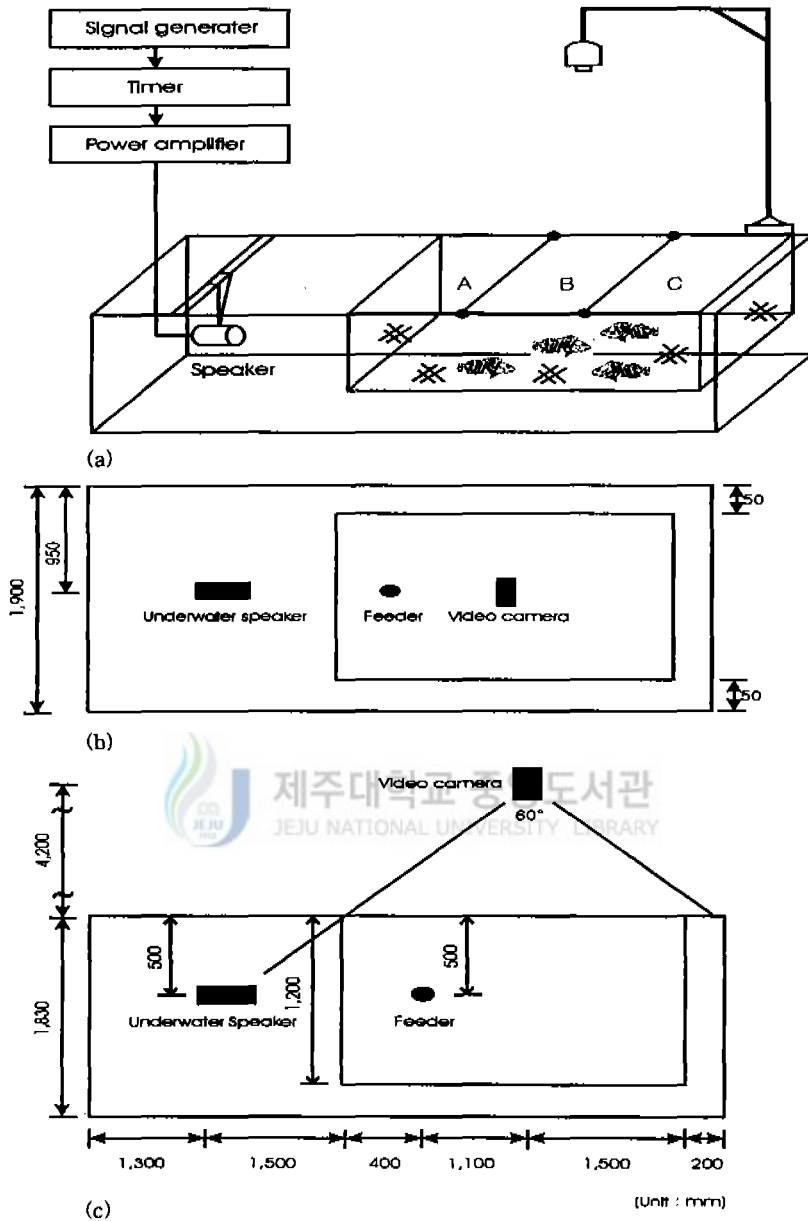 Signal generater
Timer
Power amplifier
A B C
Speaker
(a)
1,900
950
50
Underwater speaker Feeder Video camera
50
(b)
제주대학교 중앙도서관
JEJU NATIONAL UNIVERSITY LIBRARY
JEJU
1952
Video camera
60°
4,200
1,830
500
1,200
500
Underwater Speaker Feeder
1,300 1,500 400 1,100 1,500 200
(c)
(Unit : mm)